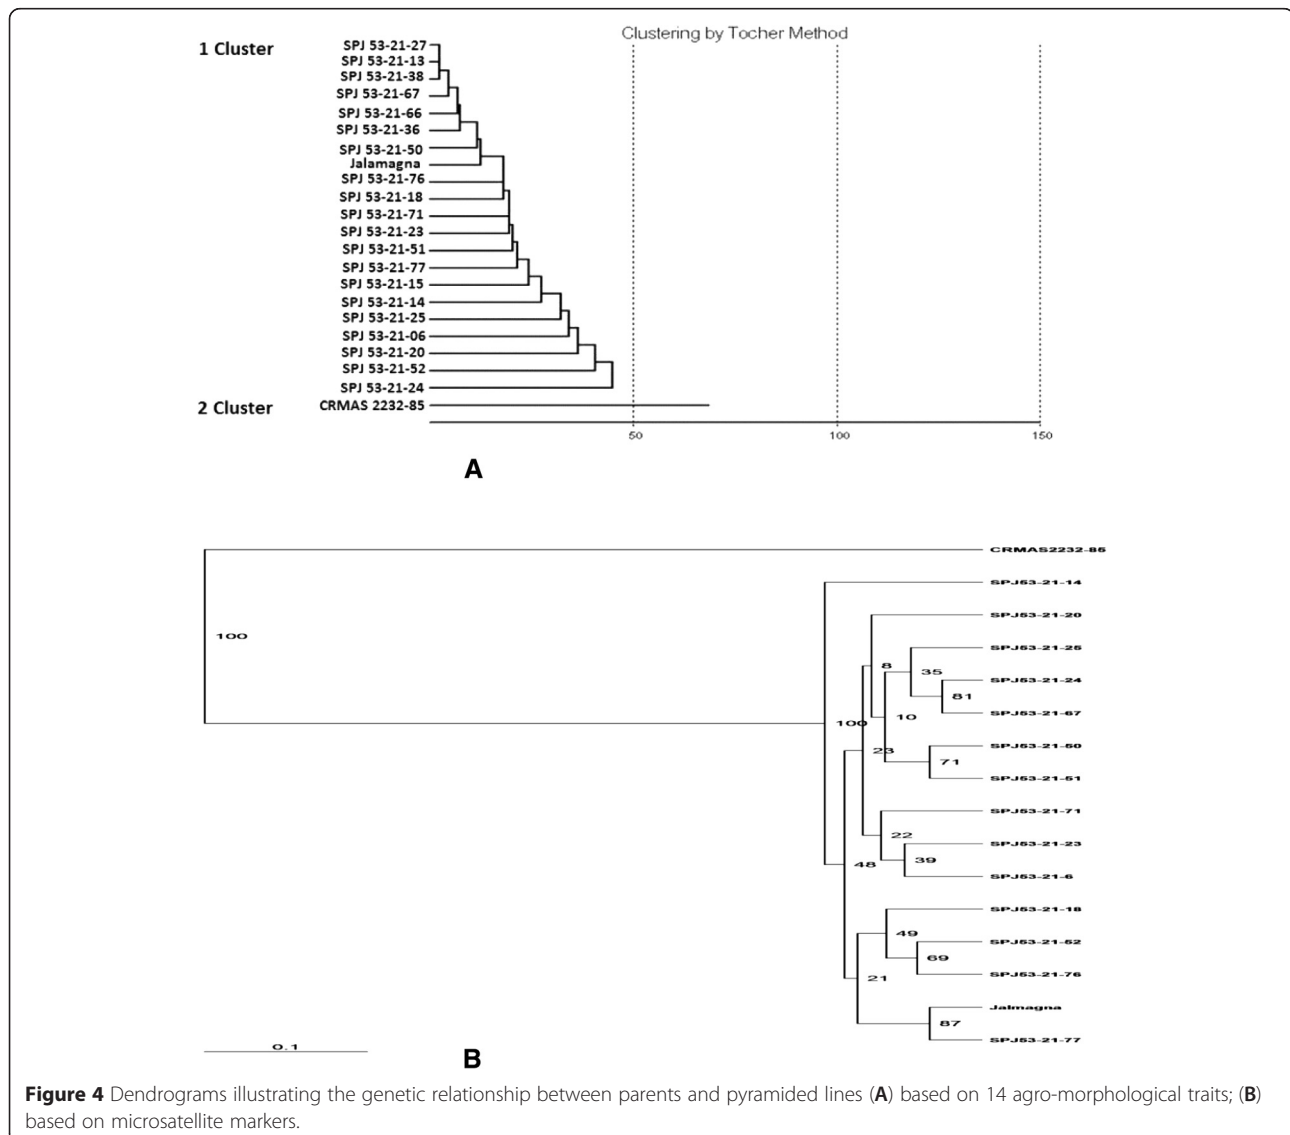 Clustering by Tocher Method
1 Cluster
SPJ 53-21-27
SPJ 53-21-13
SPJ 53-21-38
SPJ 53-21-67
SPJ 53-21-66
SPJ 53-21-36
SPJ 53-21-50
Jalamagna
SPJ 53-21-76
SPJ 53-21-18
SPJ 53-21-71
SPJ 53-21-23
SPJ 53-21-51
SPJ 53-21-77
SPJ 53-21-15
SPJ 53-21-14
SPJ 53-21-25
SPJ 53-21-06
SPJ 53-21-20
SPJ 53-21-52
SPJ 53-21-24
2 Cluster
CRMAS 2232-85
50 100 150
A
CRMAS2232-85
SPJ53-21-14
SPJ53-21-20
100
SPJ53-21-25
8
35
SPJ53-21-24
81
SPJ53-21-67
10
100
SPJ53-21-50
23
71
SPJ53-21-51
SPJ53-21-71
22
SPJ53-21-23
39
48
SPJ53-21-6
SPJ53-21-18
49
SPJ53-21-52
69
SPJ53-21-76
21
Jalmagna
87
SPJ53-21-77
0.1
B
Figure 4 Dendrograms illustrating the genetic relationship between parents and pyramided lines (A) based on 14 agro-morphological traits; (B)
based on microsatellite markers.